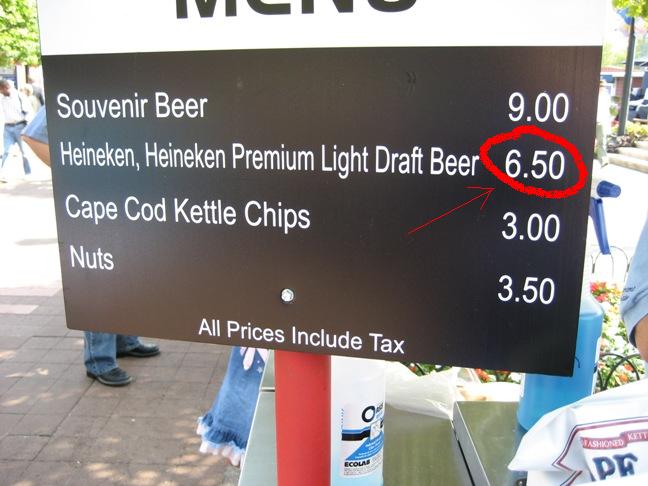 MENU
Souvenir Beer 9.00
Heineken, Heineken Premium Light Draft Beer 6.50
Cape Cod Kettle Chips 3.00
Nuts 3.50
All Prices Include Tax
ECOLAB
FASHIONED KETT